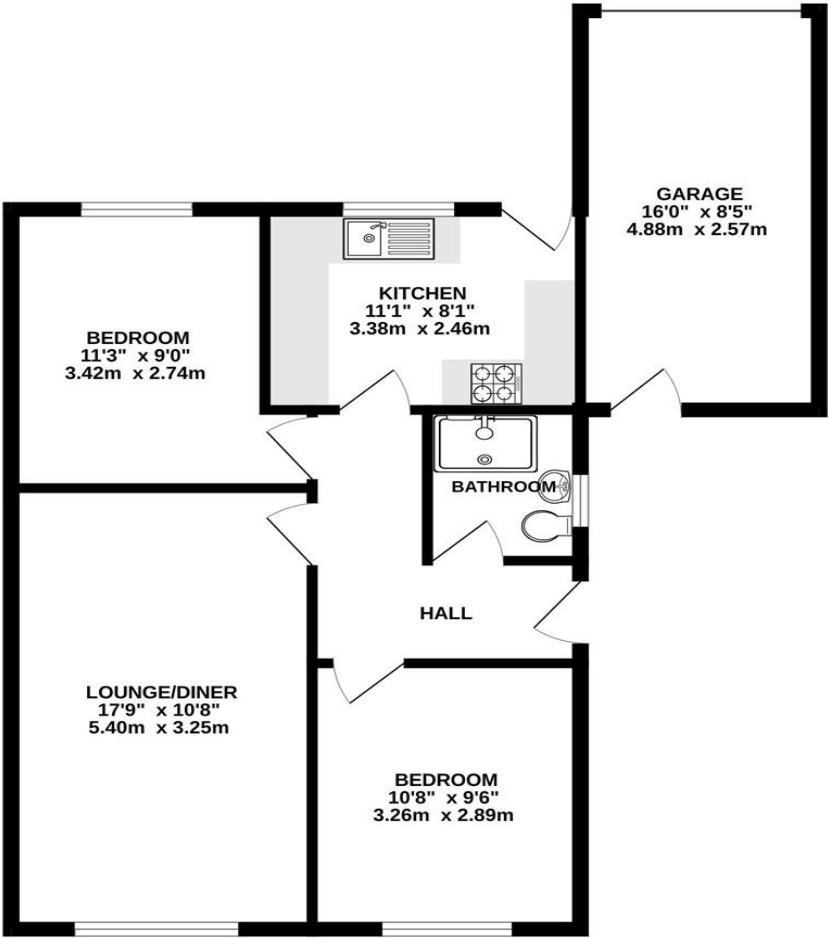 GARAGE
16'0" x 8'5"
4.88m x 2.57m
KITCHEN
11'1" x 8'1"
3.38m x 2.46m
BEDROOM
11'3" x 9'0"
3.42m x 2.74m
BATHROOM
HALL
LOUNGE/DINER
17'9" x 10'8"
5.40m x 3.25m
BEDROOM
10'8" x 9'6"
3.26m x 2.89m